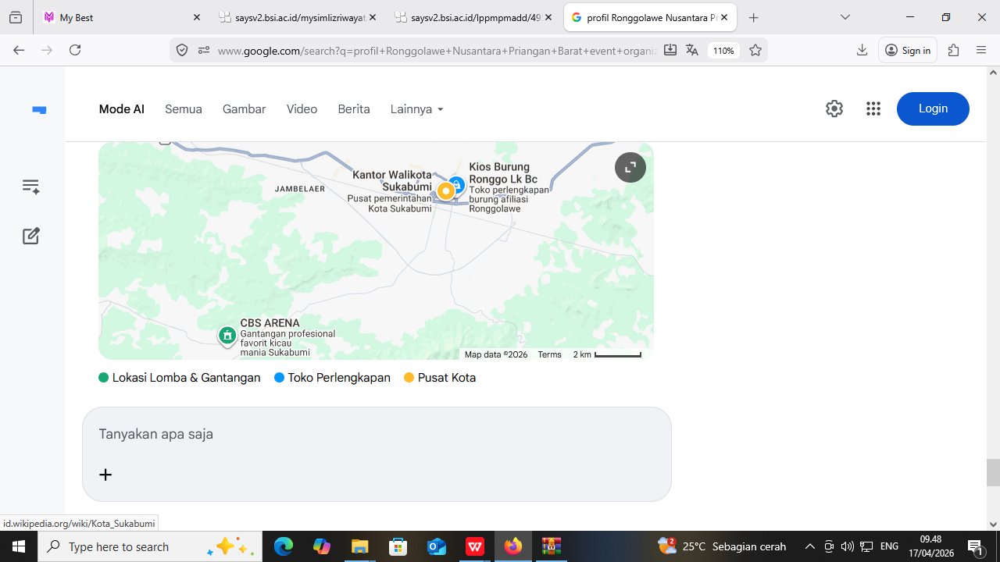 My Best
saysv2.bsi.ac.id/mysimlizriwayat
saysv2.bsi.ac.id/lppmpmadd/49
profil Ronggolawe Nusantara Pr
www.google.com/search?q=profil+Ronggolawe+Nusantara+Priangan+Barat+event+organiz
110%
Sign in
Mode AI
Semua
Gambar
Video
Berita
Lainnya
Login
Kantor Walikota
Sukabumi
Pusat pemerintahan
Kota Sukabumi
Kios Burung
Ronggo Lk Bc
Toko perlengkapan
burung afiliasi
Ronggolawe
JAMBELAER
CBS ARENA
Gantangan profesional
favorit kicau
mania Sukabumi
Map data ©2026
Terms
2 km
Lokasi Lomba & Gantangan
Toko Perlengkapan
Pusat Kota
Tanyakan apa saja
id.wikipedia.org/wiki/Kota_Sukabumi
Type here to search
2
25°C Sebagian cerah
ENG
09.48
17/04/2026
1